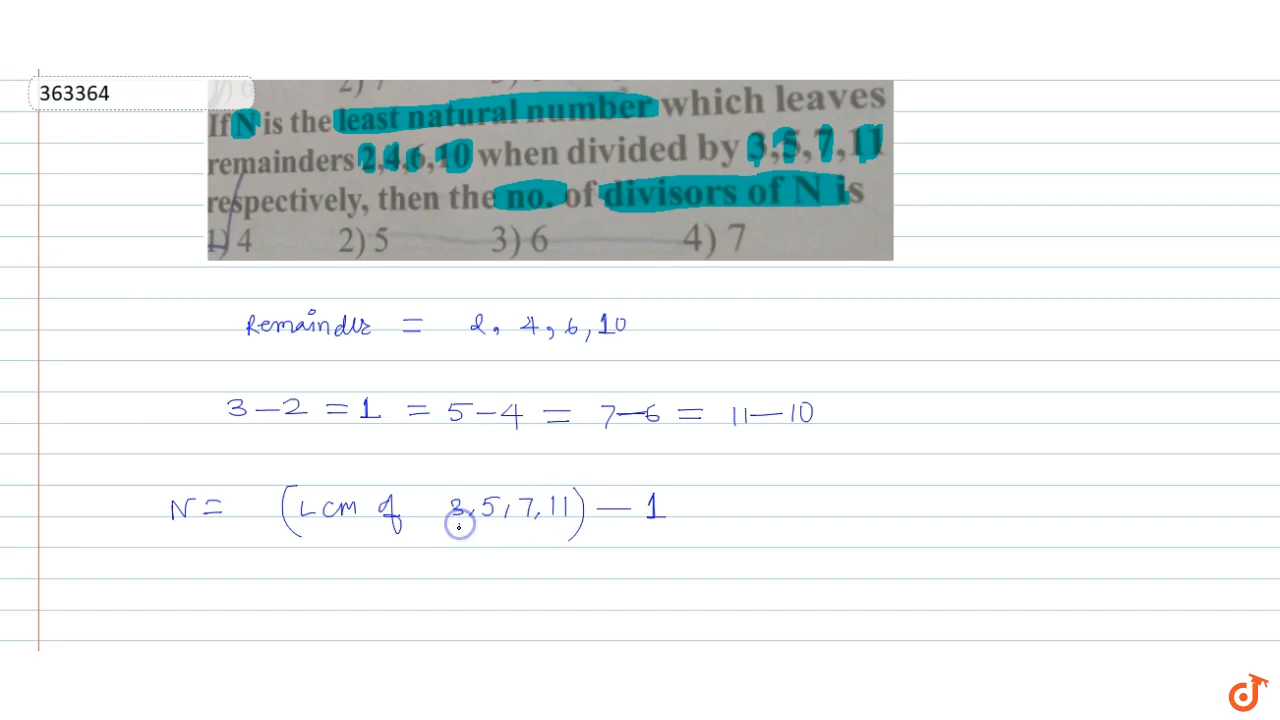 363364
If N is the least natural number which leaves
remainders 2,4,6,10 when divided by 3,5,7,11
respectively, then the no. of divisors of N is
1) 4 2) 5 3) 6 4) 7
Remainder = 2, 4, 6, 10
3 - 2 = 1 = 5 - 4 = 7 - 6 = 11 - 10
N = (LCM of 3, 5, 7, 11) - 1